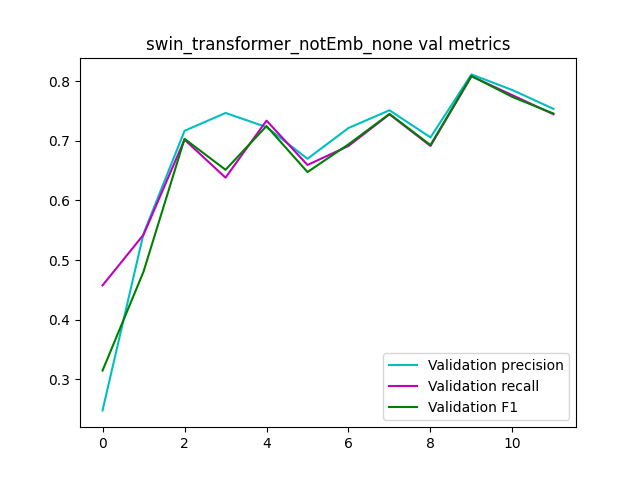 swin_transformer_notEmb_none val metrics
0.8
0.7
0.6
0.5
0.4
0.3
Validation precision
Validation recall
Validation F1
0 2 4 6 8 10